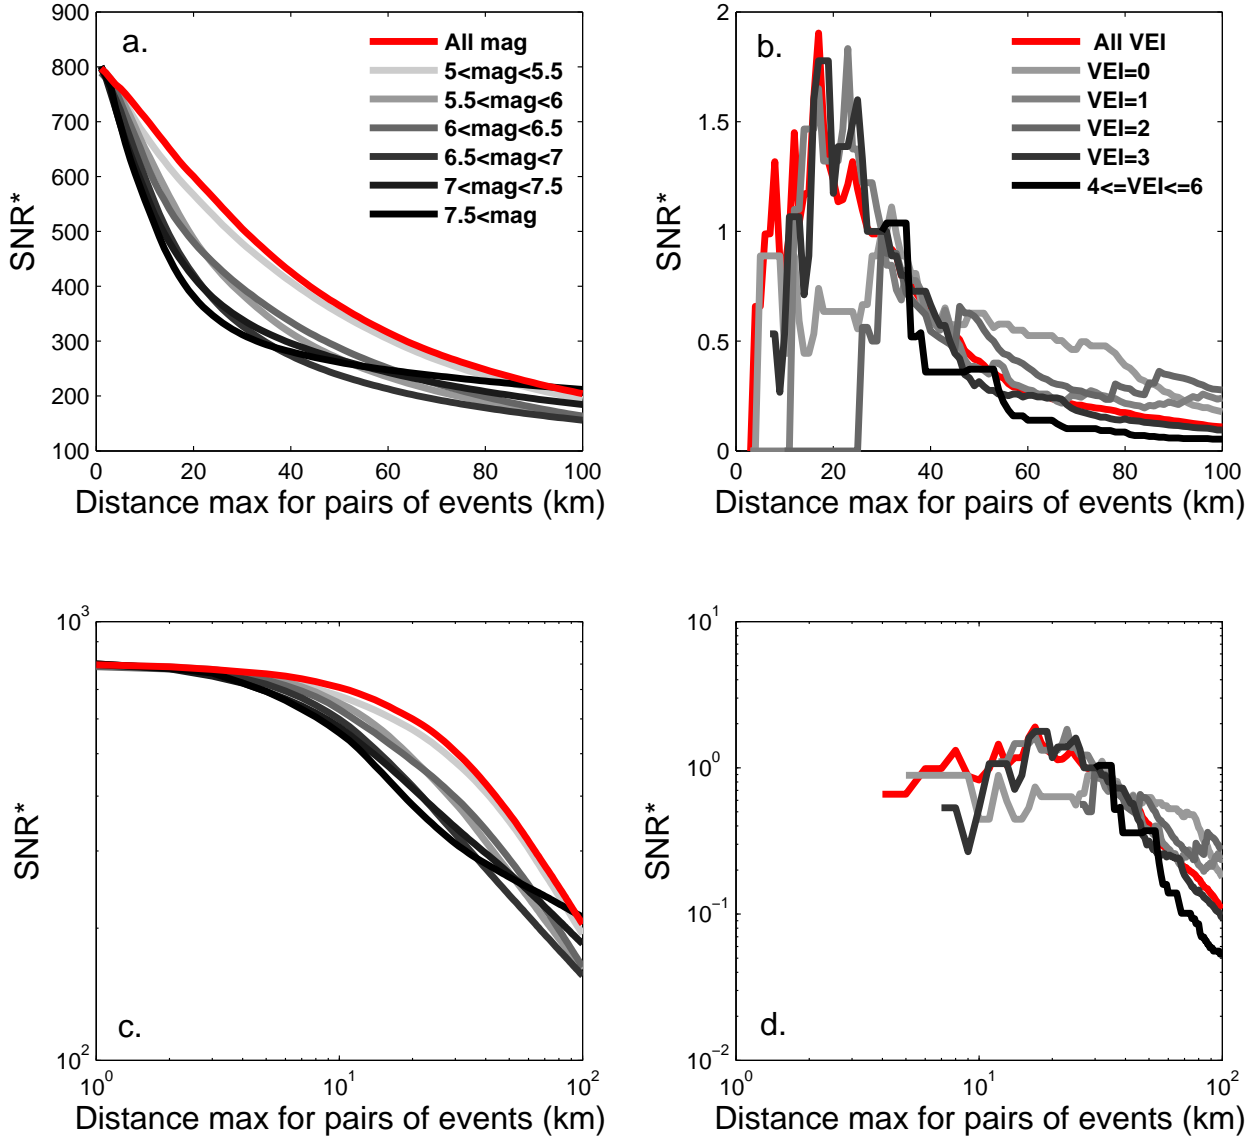 a.
SNR*
900
800
700
600
500
400
300
200
100
0
20
40
60
80
100
Distance max for pairs of events (km)
All mag
5<mag<5.5
5.5<mag<6
6<mag<6.5
6.5<mag<7
7<mag<7.5
7.5<mag
b.
SNR*
2
1.5
1
0.5
0
0
20
40
60
80
100
Distance max for pairs of events (km)
All VEI
VEI=0
VEI=1
VEI=2
VEI=3
4<=VEI<=6
c.
SNR*
10^3
10^2
10^0
10^1
10^2
Distance max for pairs of events (km)
d.
SNR*
10^1
10^0
10^−1
10^−2
10^0
10^1
10^2
Distance max for pairs of events (km)